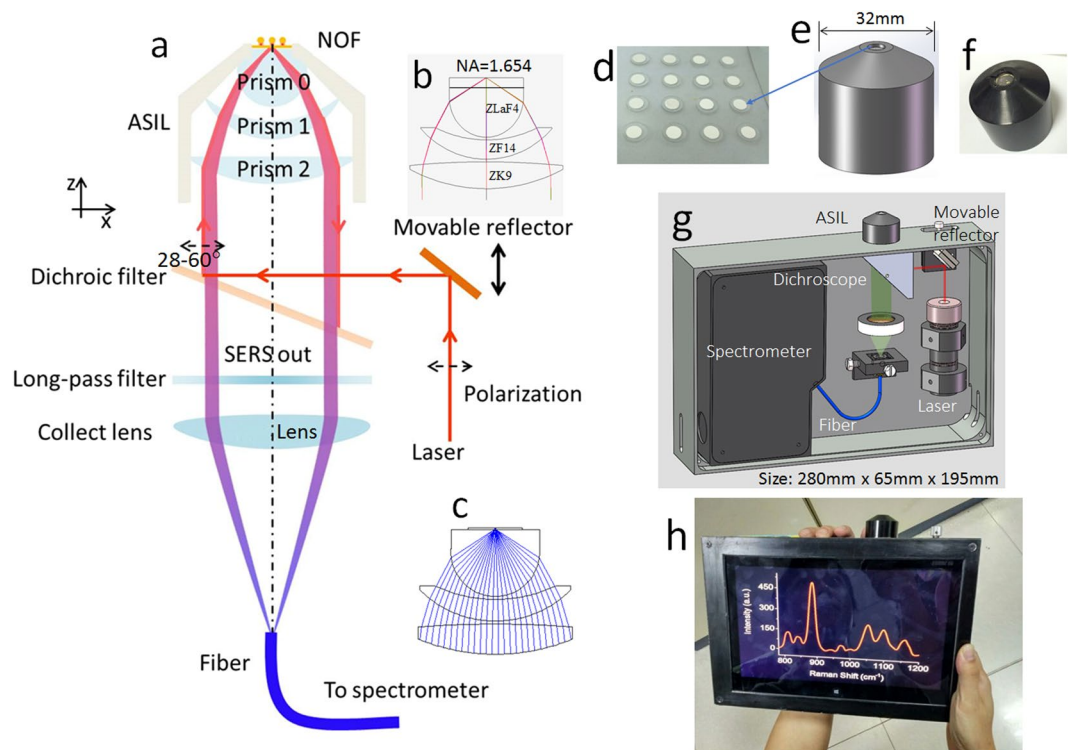 a
NOF
Prism 0
Prism 1
Prism 2
ASIL
z
x
28-60°
Dichroic filter
Movable reflector
SERS out
Long-pass filter
Polarization
Collect lens
Lens
Laser
Fiber
To spectrometer
b
NA=1.654
ZLaF4
ZF14
ZK9
c
d
e
32mm
f
g
ASIL
Movable
reflector
Dichroscope
Spectrometer
Fiber
Laser
Size: 280mm x 65mm x 195mm
h
Intensity (a.u.)
450
300
150
0
800 900 1000 1100 1200
Raman Shift (cm⁻¹)